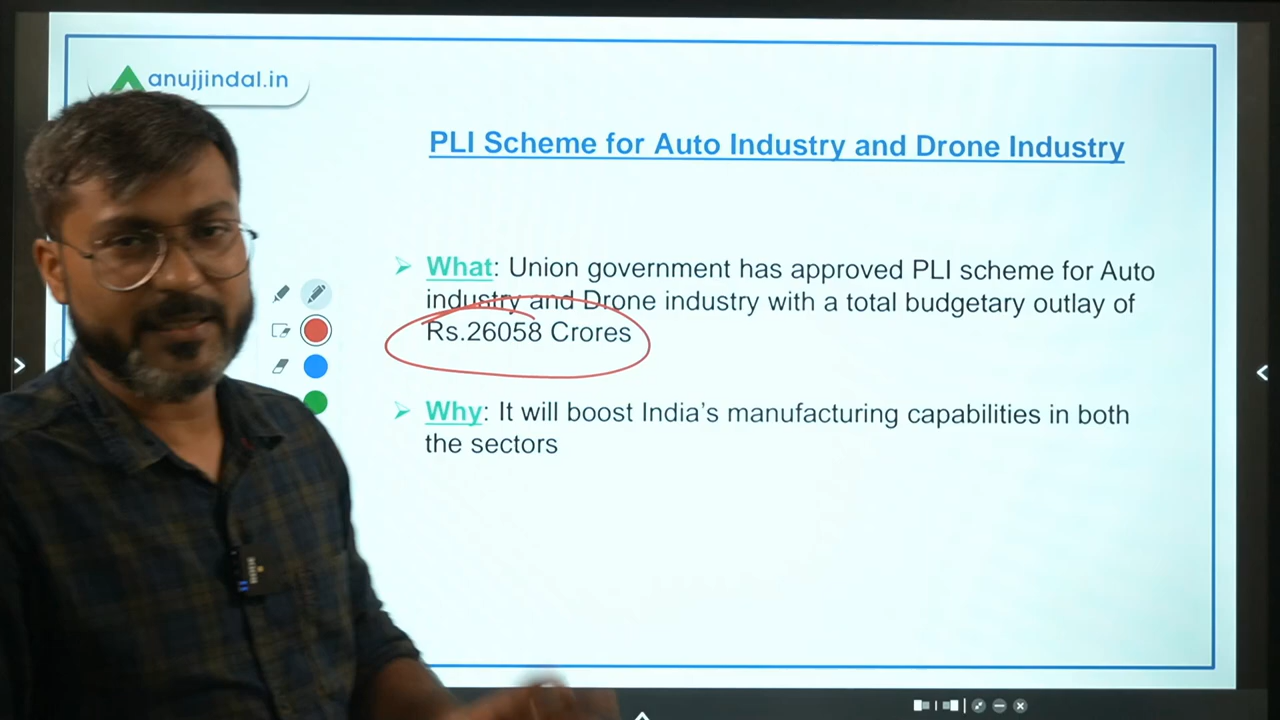 anujjindal.in
PLI Scheme for Auto Industry and Drone Industry
What: Union government has approved PLI scheme for Auto
industry and Drone industry with a total budgetary outlay of
Rs.26058 Crores
Why: It will boost India's manufacturing capabilities in both
the sectors